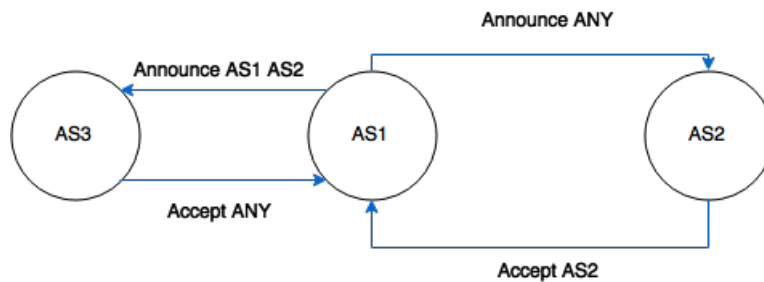 Announce ANY
Announce AS1 AS2
AS3
AS1
AS2
Accept ANY
Accept AS2